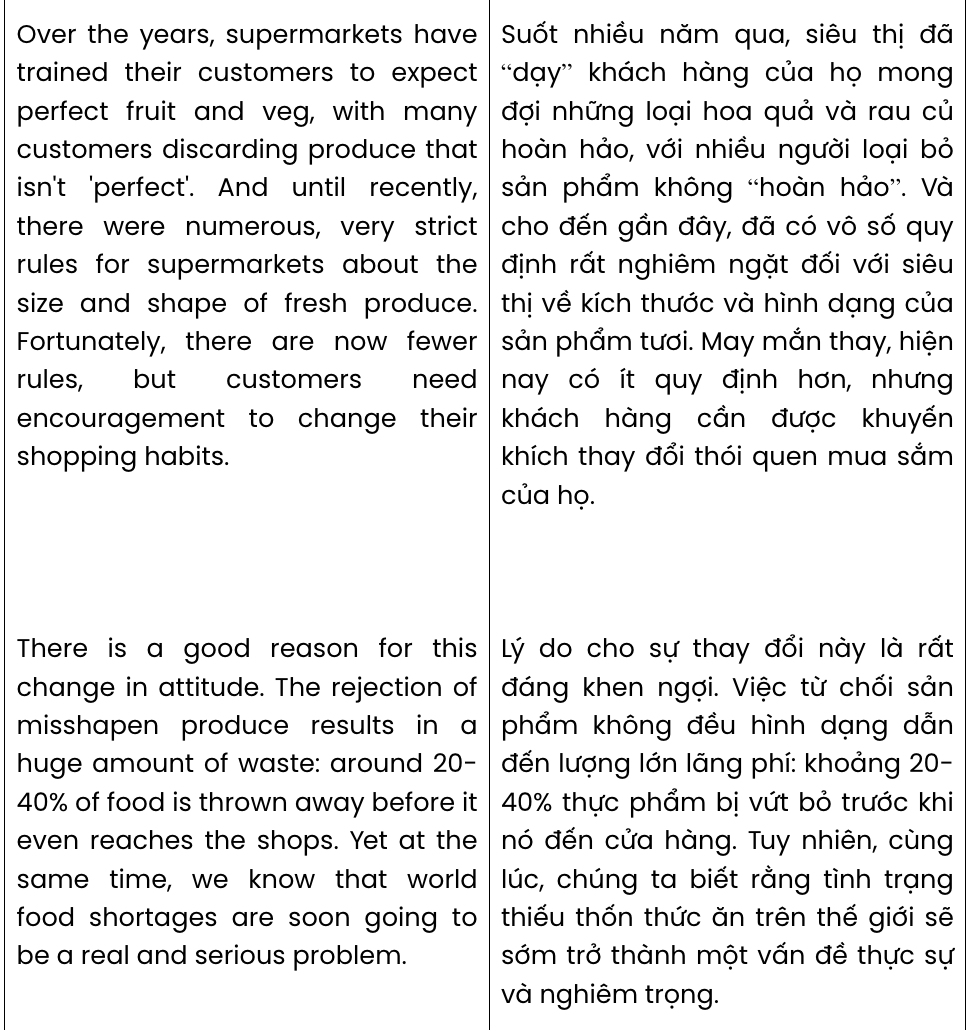 Over the years, supermarkets have
trained their customers to expect
perfect fruit and veg, with many
customers discarding produce that
isn't 'perfect'. And until recently,
there were numerous, very strict
rules for supermarkets about the
size and shape of fresh produce.
Fortunately, there are now fewer
rules, but customers need
encouragement to change their
shopping habits.
Suốt nhiều năm qua, siêu thị đã
“dạy” khách hàng của họ mong
đợi những loại hoa quả và rau củ
hoàn hảo, với nhiều người loại bỏ
sản phẩm không “hoàn hảo”. Và
cho đến gần đây, đã có vô số quy
định rất nghiêm ngặt đối với siêu
thị về kích thước và hình dạng của
sản phẩm tươi. May mắn thay, hiện
nay có ít quy định hơn, nhưng
khách hàng cần được khuyến
khích thay đổi thói quen mua sắm
của họ.
There is a good reason for this
change in attitude. The rejection of
misshapen produce results in a
huge amount of waste: around 20-
40% of food is thrown away before it
even reaches the shops. Yet at the
same time, we know that world
food shortages are soon going to
be a real and serious problem.
Lý do cho sự thay đổi này là rất
đáng khen ngợi. Việc từ chối sản
phẩm không đều hình dạng dẫn
đến lượng lớn lãng phí: khoảng 20-
40% thực phẩm bị vứt bỏ trước khi
nó đến cửa hàng. Tuy nhiên, cùng
lúc, chúng ta biết rằng tình trạng
thiếu thốn thức ăn trên thế giới sẽ
sớm trở thành một vấn đề thực sự
và nghiêm trọng.